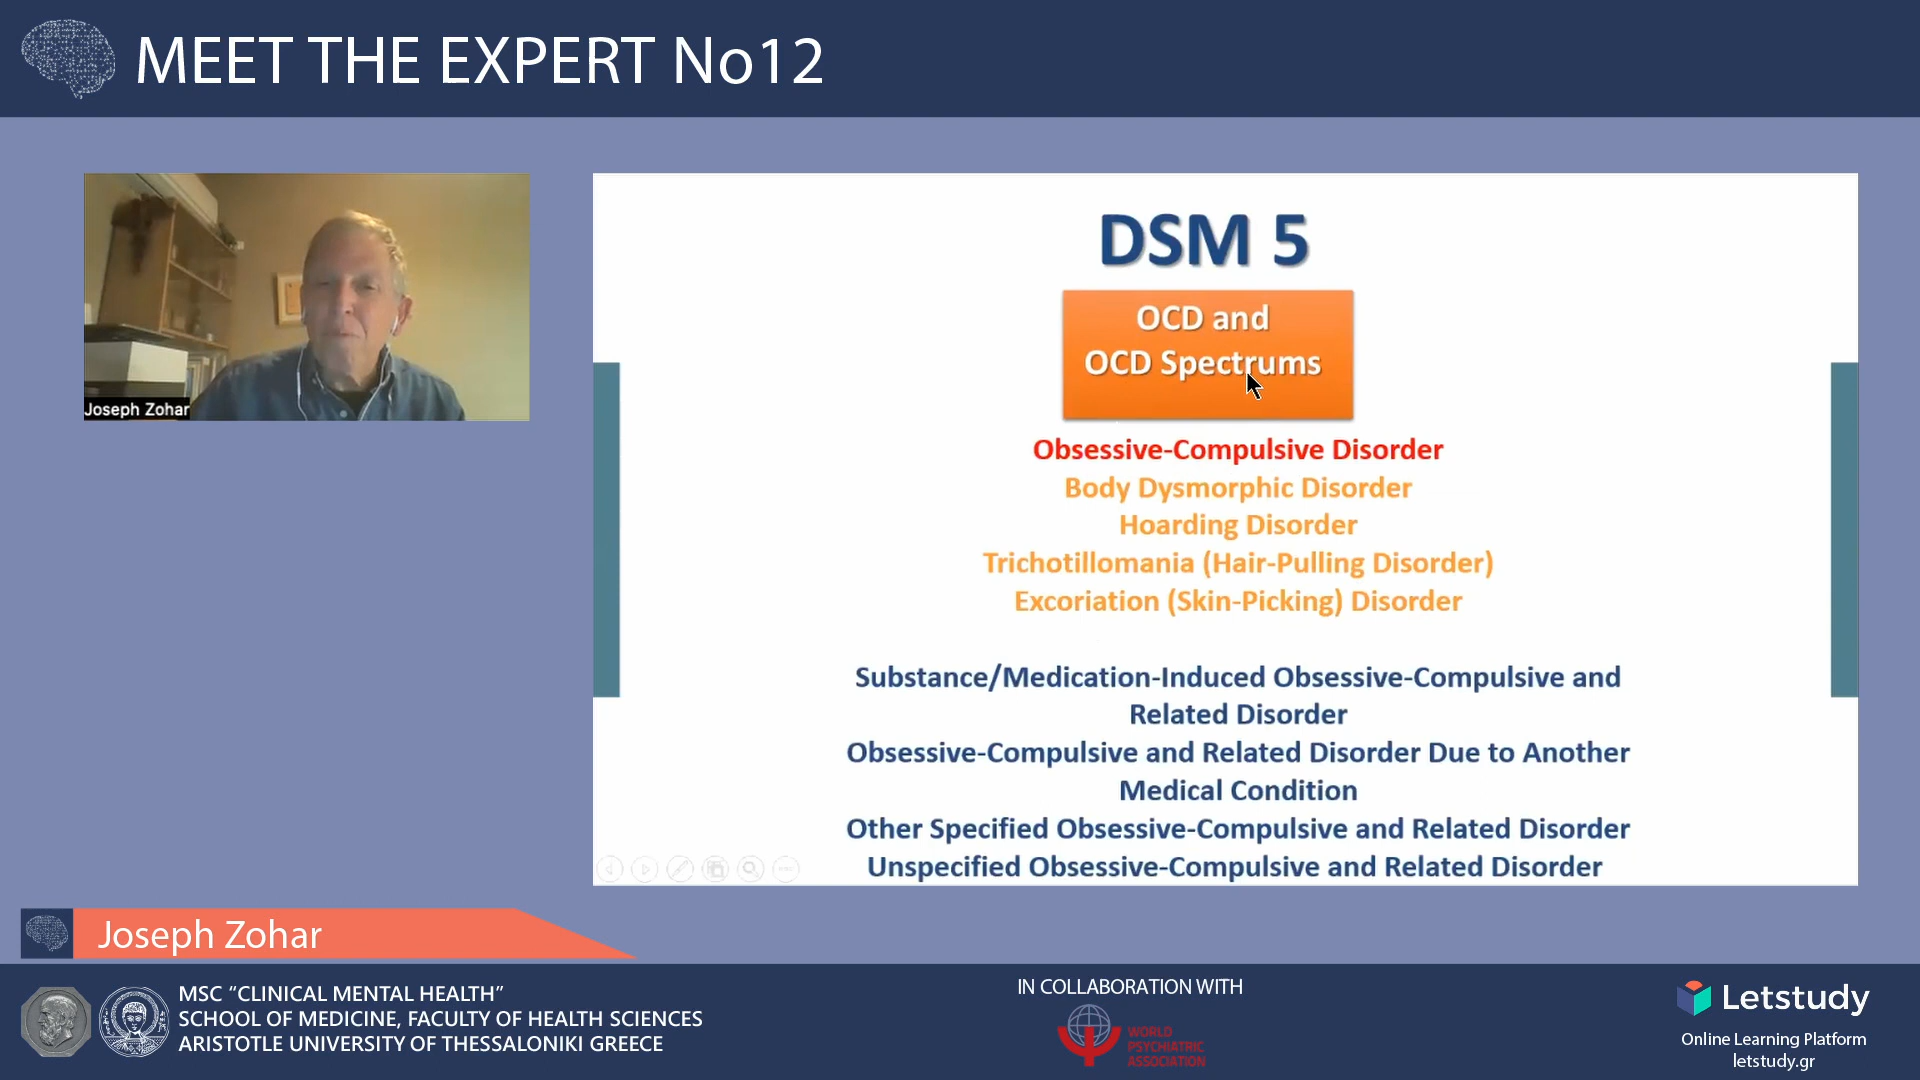 MEET THE EXPERT No12
Joseph Zohar
DSM 5
OCD and
OCD Spectrums
Obsessive-Compulsive Disorder
Body Dysmorphic Disorder
Hoarding Disorder
Trichotillomania (Hair-Pulling Disorder)
Excoriation (Skin-Picking) Disorder
Substance/Medication-Induced Obsessive-Compulsive and
Related Disorder
Obsessive-Compulsive and Related Disorder Due to Another
Medical Condition
Other Specified Obsessive-Compulsive and Related Disorder
Unspecified Obsessive-Compulsive and Related Disorder
Joseph Zohar
MSC “CLINICAL MENTAL HEALTH”
SCHOOL OF MEDICINE, FACULTY OF HEALTH SCIENCES
ARISTOTLE UNIVERSITY OF THESSALONIKI GREECE
IN COLLABORATION WITH
WORLD
PSYCHIATRIC
ASSOCIATION
Letstudy
Online Learning Platform
letstudy.gr